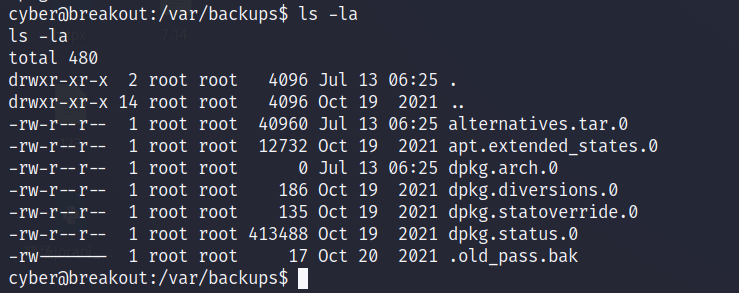 cyber@breakout:/var/backups$ ls -la
ls -la
total 480
drwxr-xr-x  2 root root   4096 Jul 13 06:25 .
drwxr-xr-x 14 root root   4096 Oct 19  2021 ..
-rw-r--r--  1 root root  40960 Jul 13 06:25 alternatives.tar.0
-rw-r--r--  1 root root  12732 Oct 19  2021 apt.extended_states.0
-rw-r--r--  1 root root      0 Jul 13 06:25 dpkg.arch.0
-rw-r--r--  1 root root    186 Oct 19  2021 dpkg.diversions.0
-rw-r--r--  1 root root    135 Oct 19  2021 dpkg.statoverride.0
-rw-r--r--  1 root root 413488 Oct 19  2021 dpkg.status.0
-rw-------  1 root root     17 Oct 20  2021 .old_pass.bak
cyber@breakout:/var/backups$